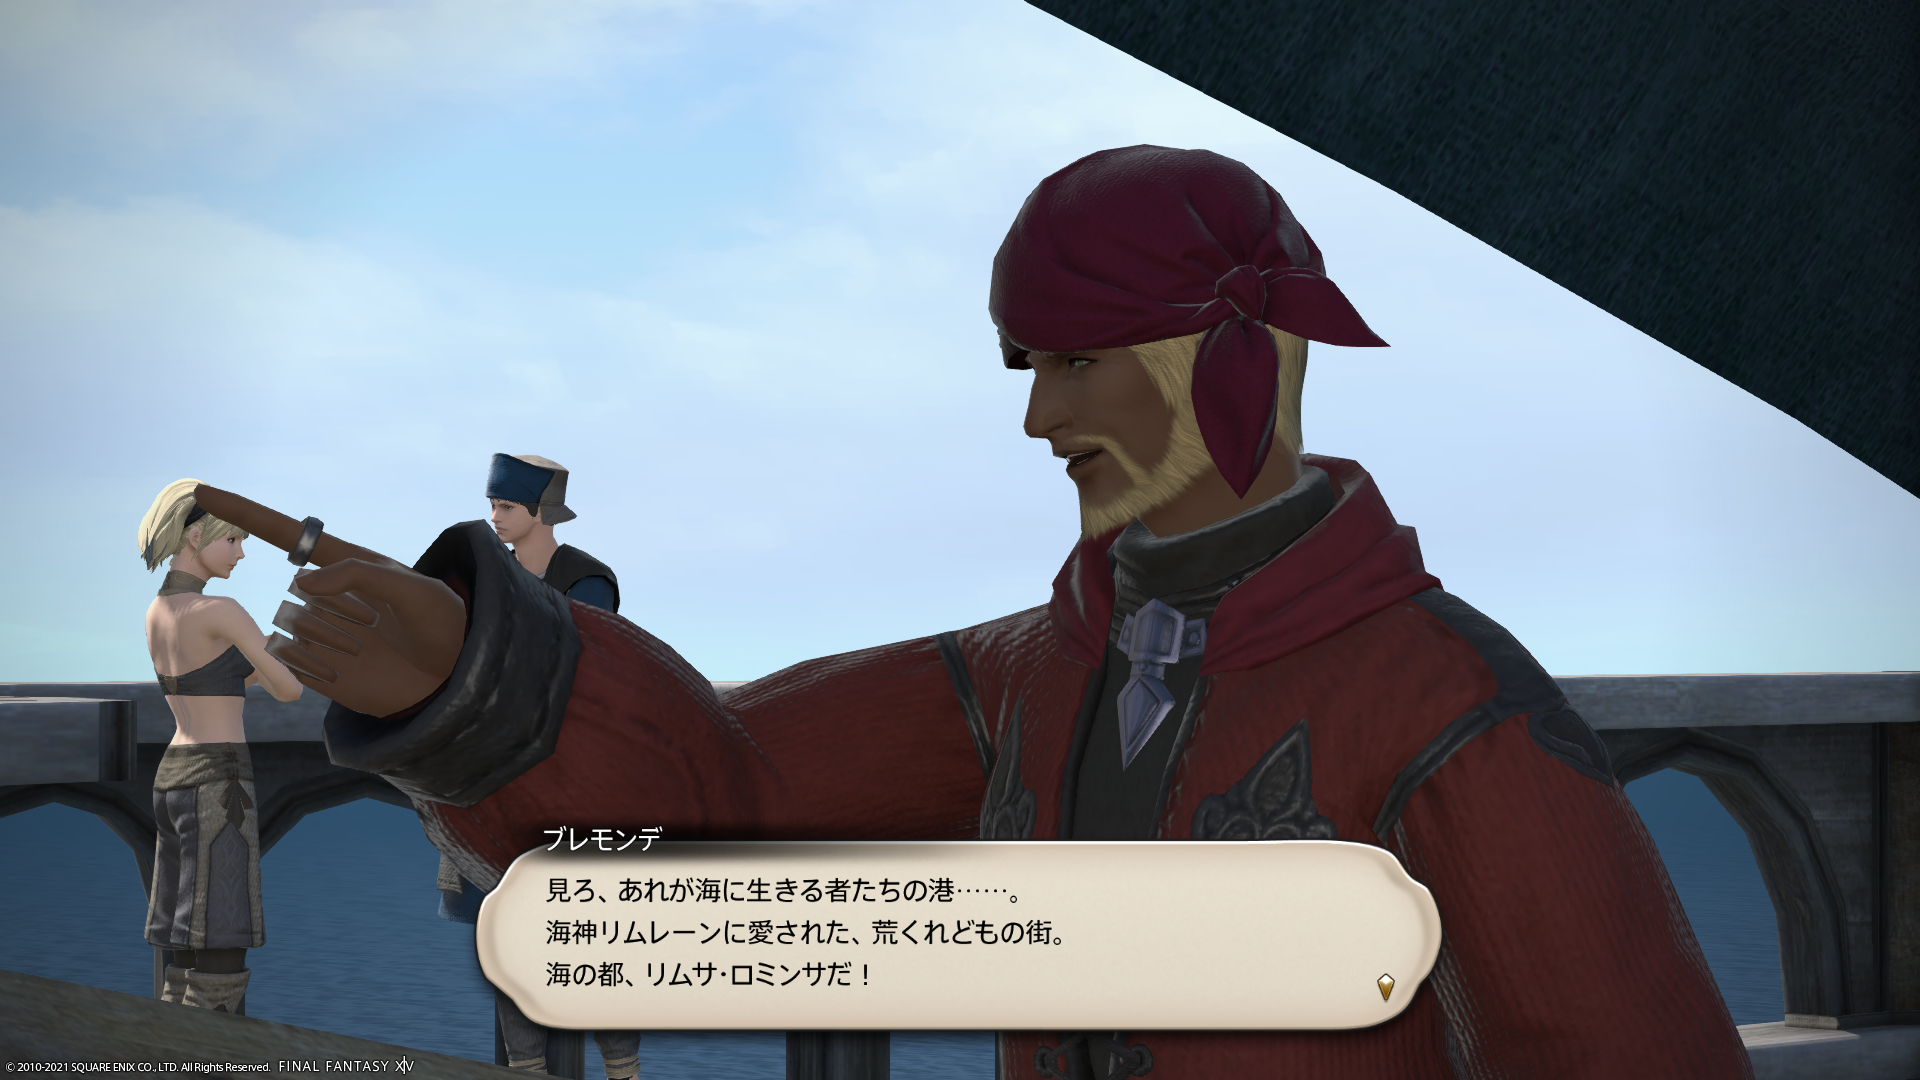 ブレモンデ
見ろ、あれが海に生きる者たちの港……。
海神リムレーンに愛された、荒くれどもの街。
海の都、リムサ・ロミンサだ！
© 2010-2021 SQUARE ENIX CO., LTD. All Rights Reserved. FINAL FANTASY XIV